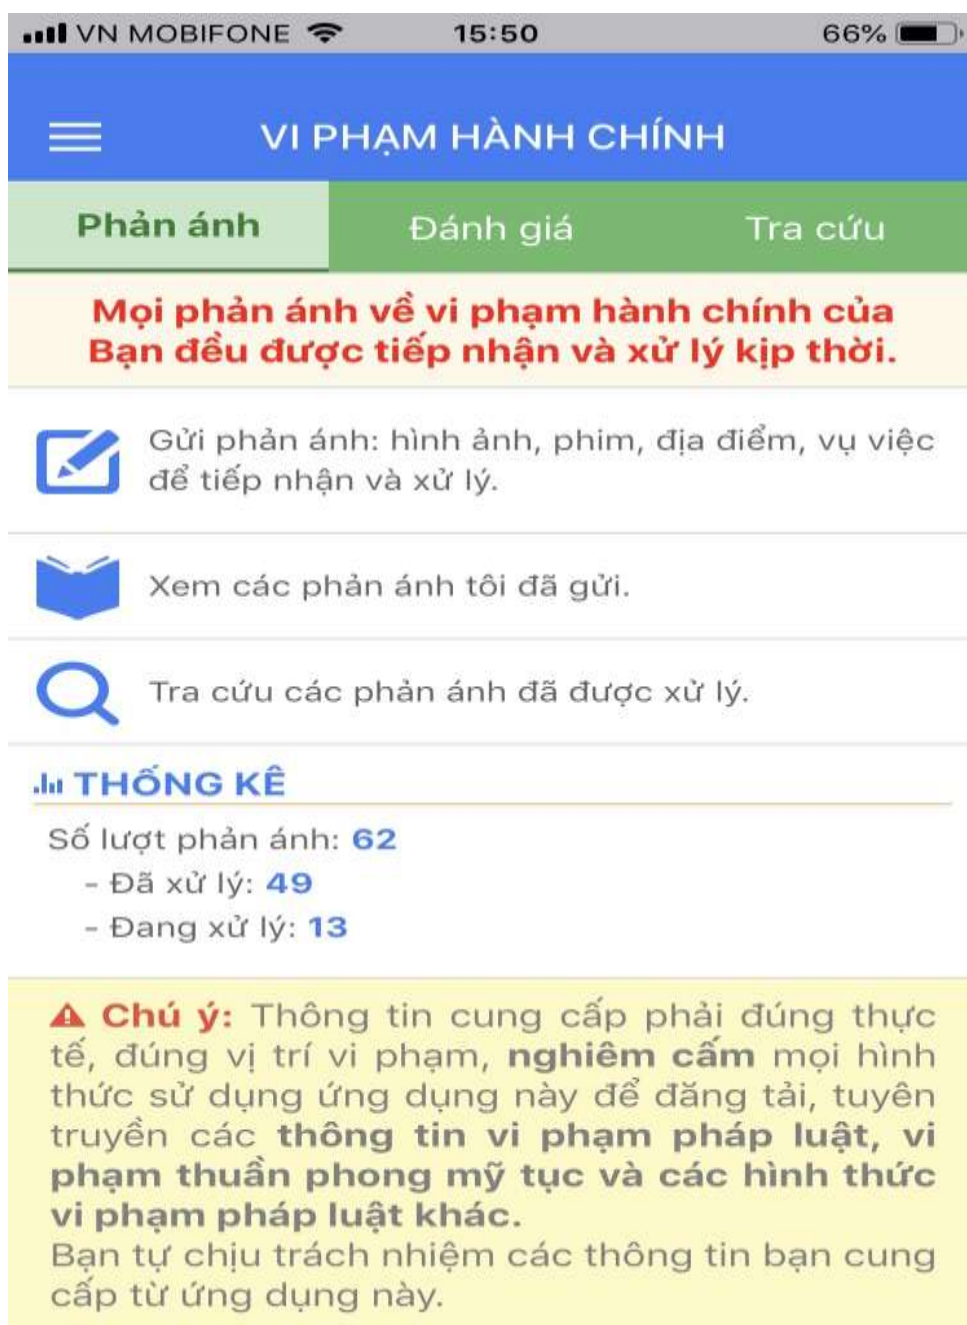 VN MOBIFONE 15:50 66%
VI PHẠM HÀNH CHÍNH
Phản ánh Đánh giá Tra cứu
Mọi phản ánh về vi phạm hành chính của
Bạn đều được tiếp nhận và xử lý kịp thời.
Gửi phản ánh: hình ảnh, phim, địa điểm, vụ việc
để tiếp nhận và xử lý.
Xem các phản ánh tôi đã gửi.
Tra cứu các phản ánh đã được xử lý.
THỐNG KÊ
Số lượt phản ánh: 62
- Đã xử lý: 49
- Đang xử lý: 13
Chú ý: Thông tin cung cấp phải đúng thực
tế, đúng vị trí vi phạm, nghiêm cấm mọi hình
thức sử dụng ứng dụng này để đăng tải, tuyên
truyền các thông tin vi phạm pháp luật, vi
phạm thuần phong mỹ tục và các hình thức
vi phạm pháp luật khác.
Bạn tự chịu trách nhiệm các thông tin bạn cung
cấp từ ứng dụng này.